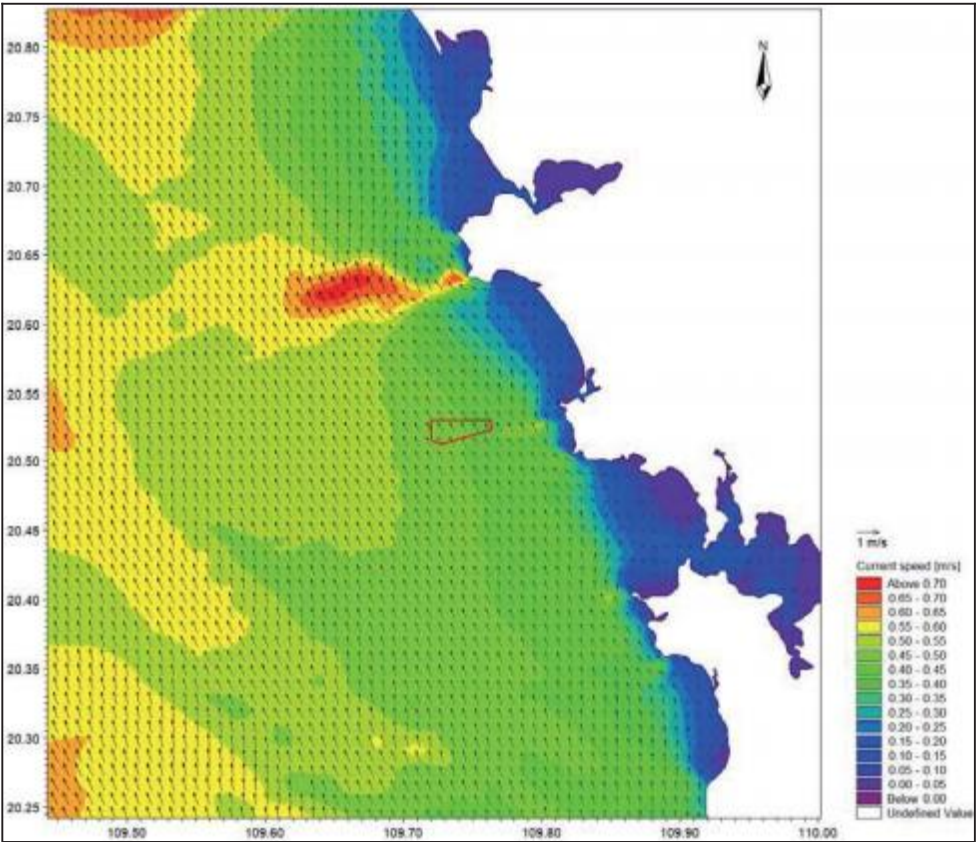 N
20.80
20.75
20.70
20.65
20.60
20.55
20.50
20.45
20.40
20.35
20.30
20.25
109.50 109.60 109.70 109.80 109.90 110.00
1 m/s
Current speed [m/s]
Above 0.70
0.65 - 0.70
0.60 - 0.65
0.55 - 0.60
0.50 - 0.55
0.45 - 0.50
0.40 - 0.45
0.35 - 0.40
0.30 - 0.35
0.25 - 0.30
0.20 - 0.25
0.15 - 0.20
0.10 - 0.15
0.05 - 0.10
0.00 - 0.05
Below 0.00
Undefined Value